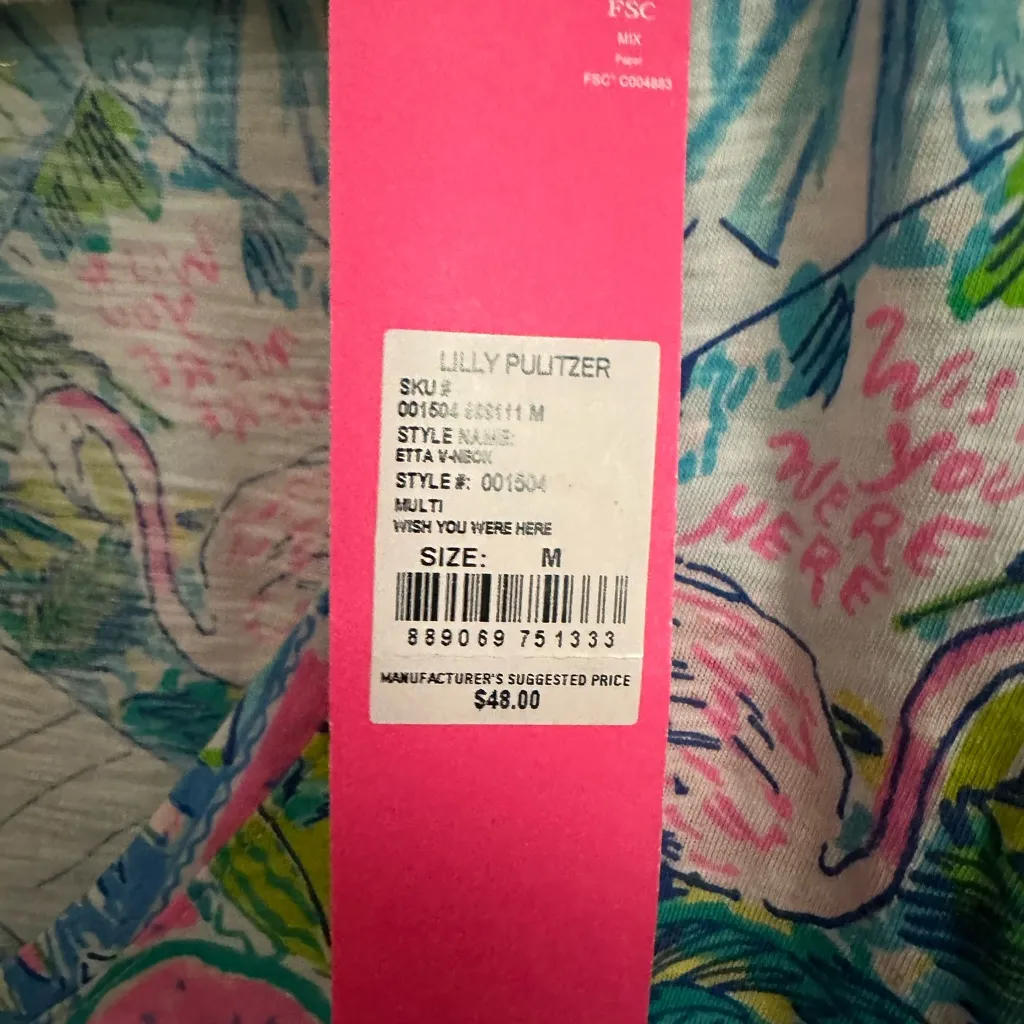 FSC
MIX
Paper
FSC® C004883
LILLY PULITZER
SKU #
001504 M
STYLE NAME:
ETTA V-NECK
STYLE #: 001504
MULTI
WISH YOU WERE HERE
SIZE: M
889069 751333
MANUFACTURER'S SUGGESTED PRICE
$48.00
WISH
YOU
WERE
HERE